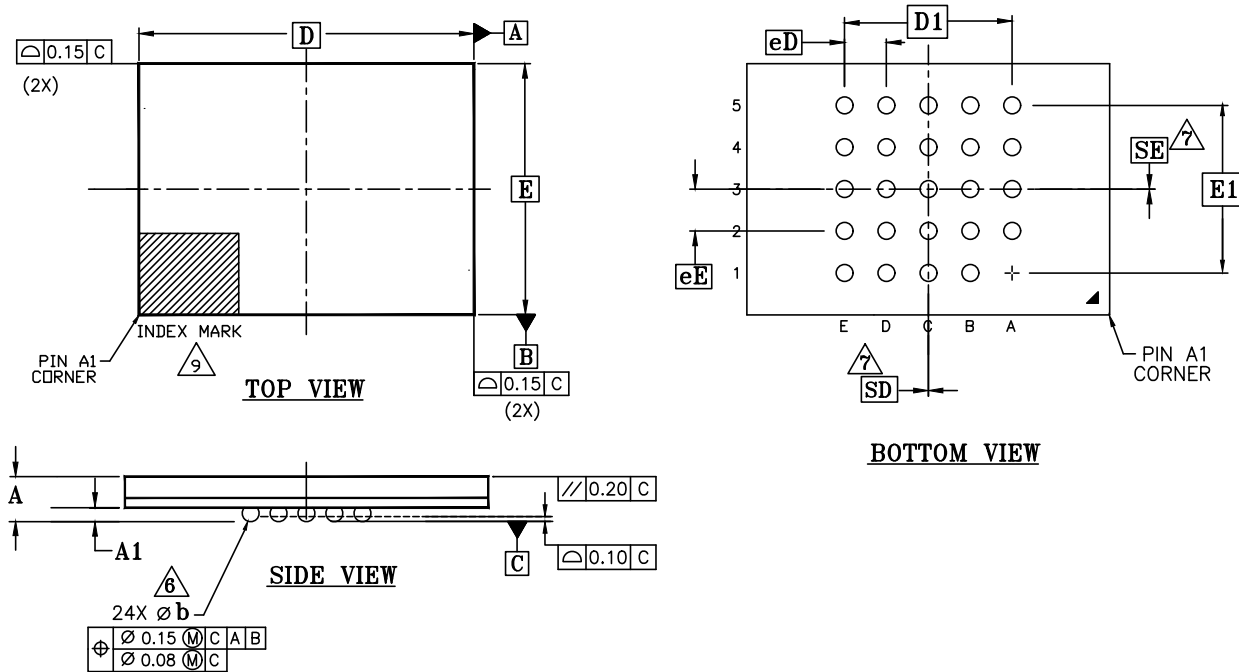 D
A
⌓ 0.15 C
(2X)
E
INDEX MARK
9
PIN A1
CORNER
B
⌓ 0.15 C
(2X)
TOP VIEW
D1
eD
5
4
3
2
1
SE
7
E1
eE
E D C B A
7
SD
PIN A1
CORNER
BOTTOM VIEW
A
A1
// 0.20 C
C
⌓ 0.10 C
SIDE VIEW
6
24X Ø b
⌖ Ø 0.15 Ⓜ C A B
Ø 0.08 Ⓜ C